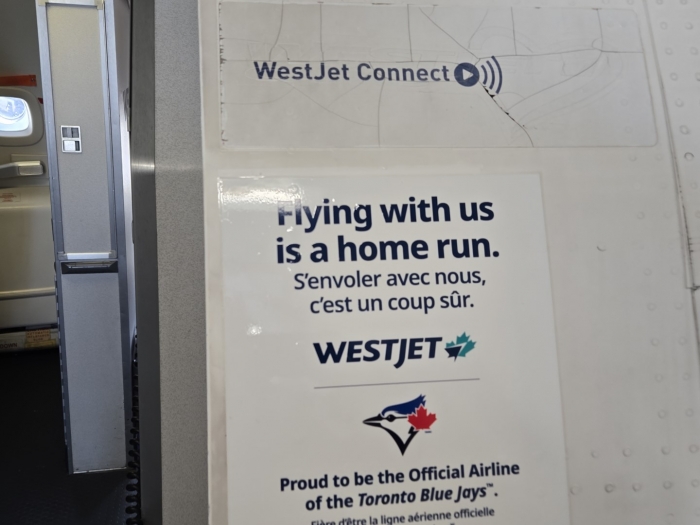 WestJet Connect
Flying with us
is a home run.
S'envoler avec nous,
c'est un coup sûr.
WESTJET
Proud to be the Official Airline
of the Toronto Blue Jays™.
Fière d'être la ligne aérienne officielle